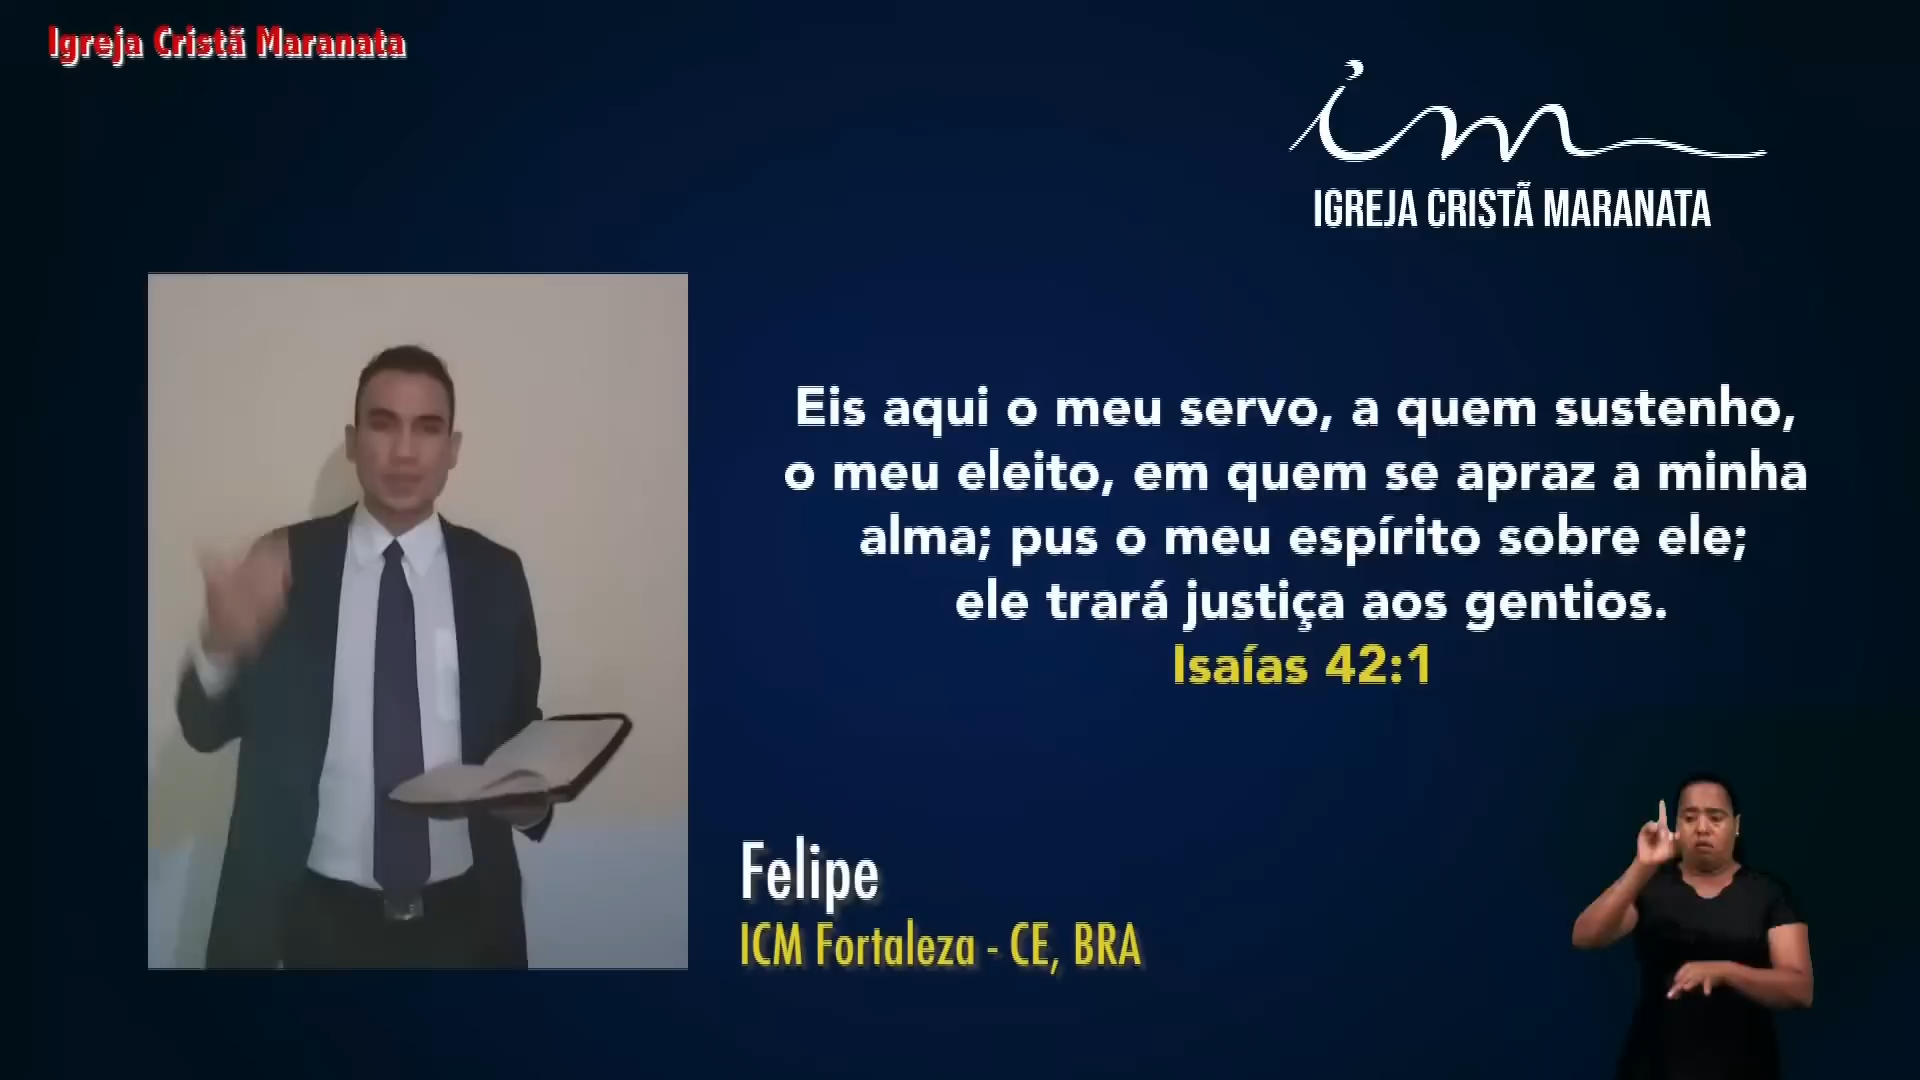 Igreja Cristã Maranata
icm
IGREJA CRISTÃ MARANATA
Eis aqui o meu servo, a quem sustenho,
o meu eleito, em quem se apraz a minha
alma; pus o meu espírito sobre ele;
ele trará justiça aos gentios.
Isaías 42:1
Felipe
ICM Fortaleza - CE, BRA